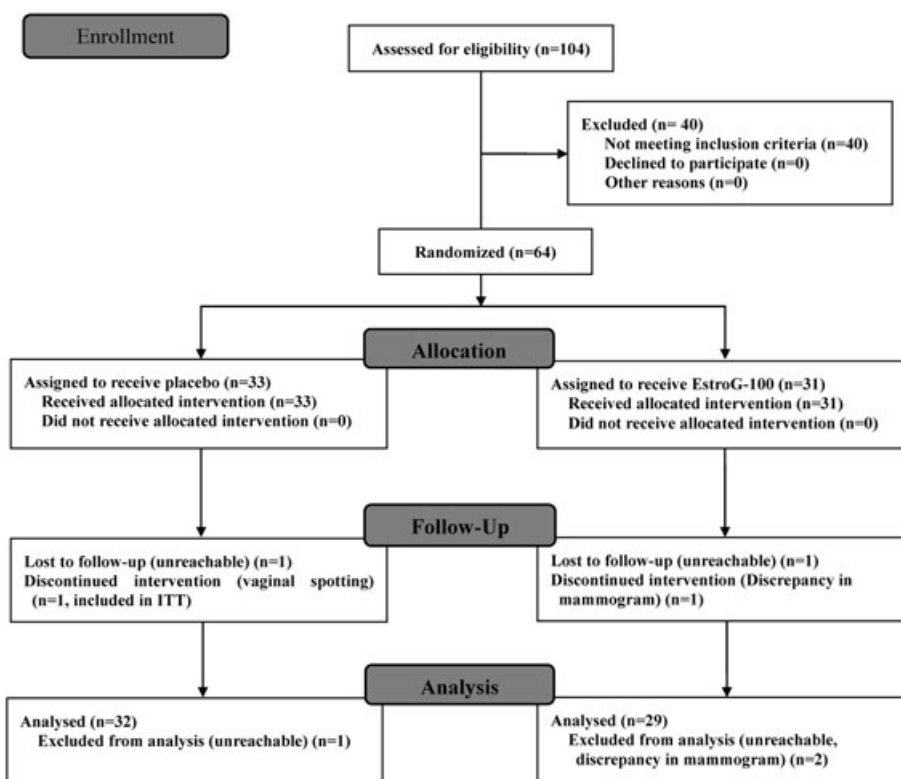 Enrollment
Assessed for eligibility (n=104)
Excluded (n= 40)
Not meeting inclusion criteria (n=40)
Declined to participate (n=0)
Other reasons (n=0)
Randomized (n=64)
Allocation
Assigned to receive placebo (n=33)
Received allocated intervention (n=33)
Did not receive allocated intervention (n=0)
Assigned to receive EstroG-100 (n=31)
Received allocated intervention (n=31)
Did not receive allocated intervention (n=0)
Follow-Up
Lost to follow-up (unreachable) (n=1)
Discontinued intervention (vaginal spotting)
(n=1, included in ITT)
Lost to follow-up (unreachable) (n=1)
Discontinued intervention (Discrepancy in
mammogram) (n=1)
Analysis
Analysed (n=32)
Excluded from analysis (unreachable) (n=1)
Analysed (n=29)
Excluded from analysis (unreachable,
discrepancy in mammogram) (n=2)